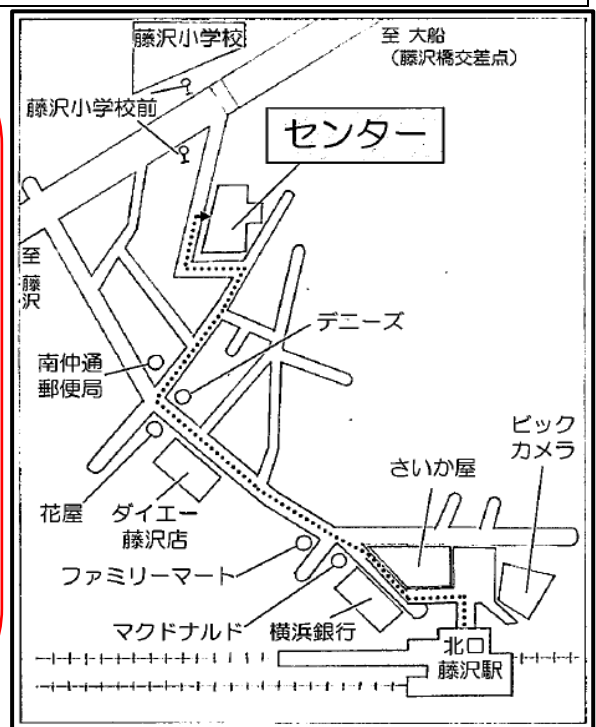 藤沢小学校
至 大船
（藤沢橋交差点）
藤沢小学校前
センター
至
藤
沢
デニーズ
南仲通
郵便局
ビック
カメラ
さいか屋
花屋
ダイエー
藤沢店
ファミリーマート
マクドナルド
横浜銀行
北口
藤沢駅